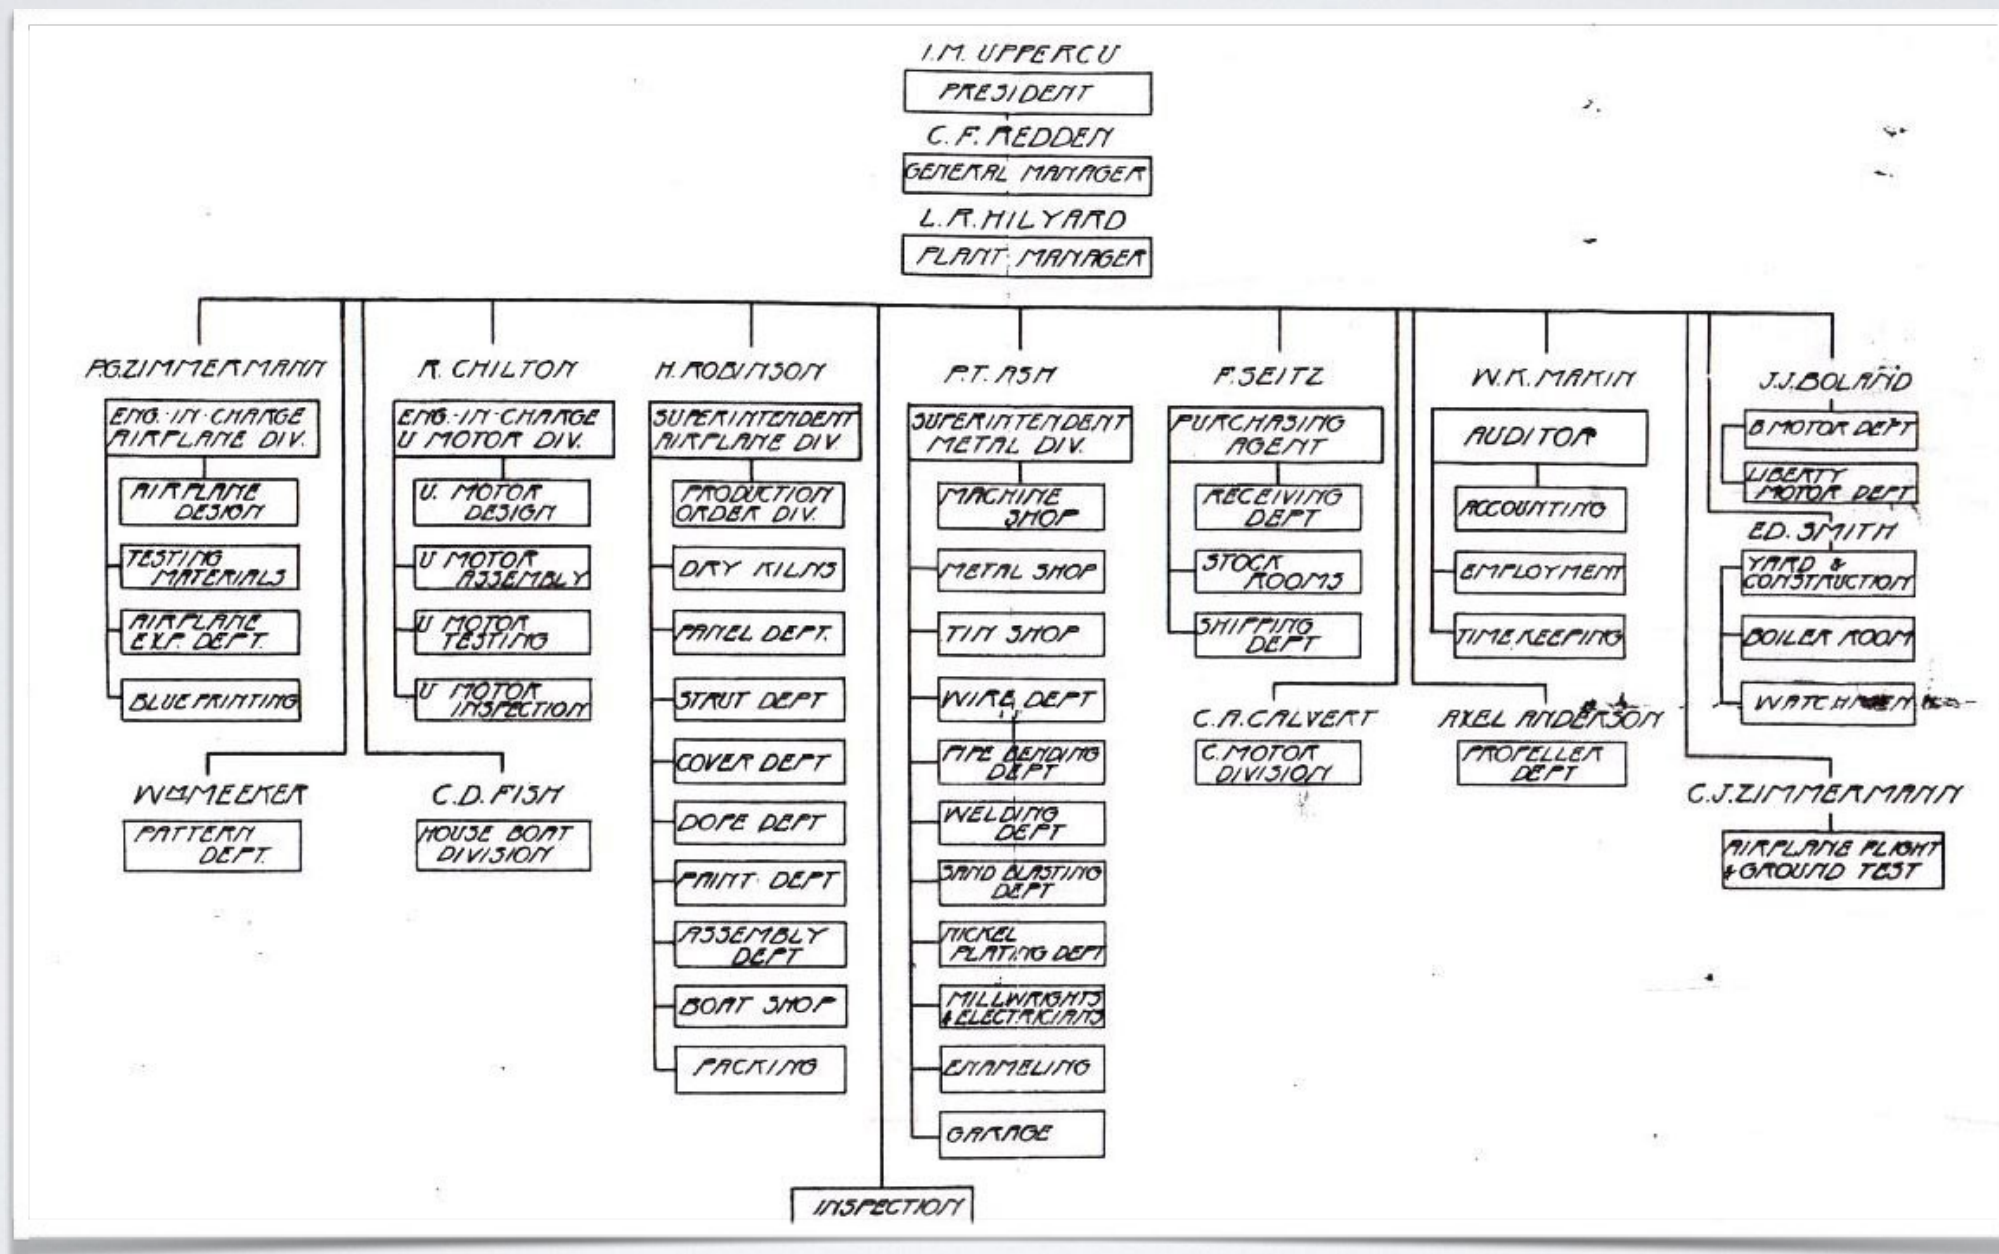 I.M. UPPERCU
PRESIDENT
C. F. REDDEN
GENERAL MANAGER
L. R. HILYARD
PLANT MANAGER
P.G. ZIMMERMANN
ENG.-IN-CHARGE
AIRPLANE DIV.
AIRPLANE
DESIGN
TESTING
MATERIALS
AIRPLANE
EXP. DEPT.
BLUE PRINTING
WM MEEKER
PATTERN
DEPT.
R. CHILTON
ENG.-IN-CHARGE
U MOTOR DIV.
U. MOTOR
DESIGN
U MOTOR
ASSEMBLY
U MOTOR
TESTING
U MOTOR
INSPECTION
C. D. FISH
HOUSE BOAT
DIVISION
H. ROBINSON
SUPERINTENDENT
AIRPLANE DIV.
PRODUCTION
ORDER DIV.
DRY KILNS
PANEL DEPT.
STRUT DEPT
COVER DEPT
DOPE DEPT
PAINT DEPT
ASSEMBLY
DEPT
BOAT SHOP
PACKING
INSPECTION
P.T. ASH
SUPERINTENDENT
METAL DIV.
MACHINE
SHOP
METAL SHOP
TIN SHOP
WIRE DEPT
PIPE BENDING
DEPT
WELDING
DEPT
SAND BLASTING
DEPT
NICKEL
PLATING DEPT
MILLWRIGHTS
& ELECTRICIANS
ENAMELING
GARAGE
F. SEITZ
PURCHASING
AGENT
RECEIVING
DEPT
STOCK
ROOMS
SHIPPING
DEPT
C.A. CALVERT
C. MOTOR
DIVISION
W.K. MAKIN
AUDITOR
ACCOUNTING
EMPLOYMENT
TIME KEEPING
AXEL ANDERSON
PROPELLER
DEPT
J.J. BOLAND
B MOTOR DEPT
LIBERTY
MOTOR DEPT
ED. SMITH
YARD &
CONSTRUCTION
BOILER ROOM
WATCHMEN
C.J. ZIMMERMANN
AIRPLANE FLIGHT
& GROUND TEST